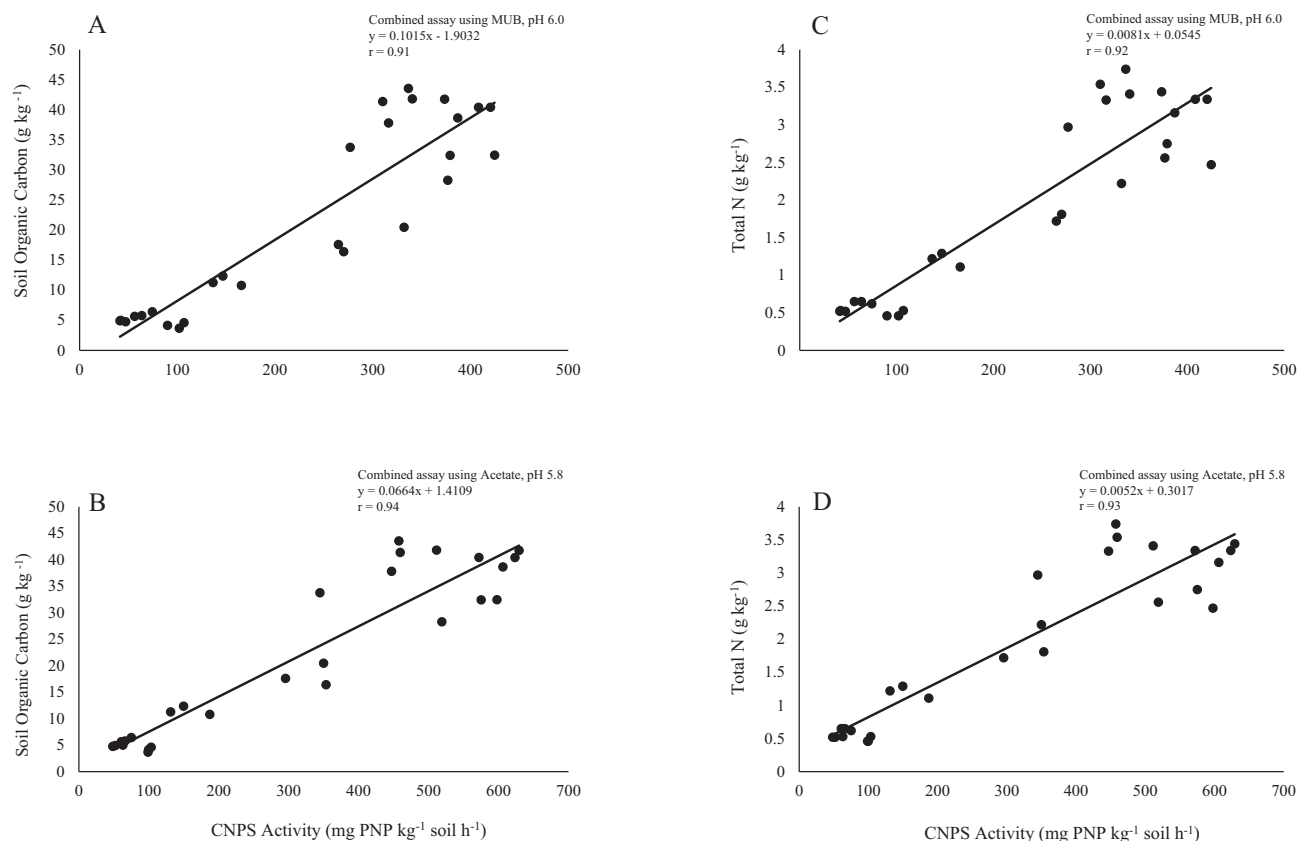 A
Combined assay using MUB, pH 6.0
y = 0.1015x - 1.9032
r = 0.91
Soil Organic Carbon (g kg-1)
50
45
40
35
30
25
20
15
10
5
0
0 100 200 300 400 500
C
Combined assay using MUB, pH 6.0
y = 0.0081x + 0.0545
r = 0.92
Total N (g kg-1)
4
3.5
3
2.5
2
1.5
1
0.5
0
100 200 300 400 500
B
Combined assay using Acetate, pH 5.8
y = 0.0664x + 1.4109
r = 0.94
Soil Organic Carbon (g kg-1)
50
45
40
35
30
25
20
15
10
5
0
0 100 200 300 400 500 600 700
CNPS Activity (mg PNP kg-1 soil h-1)
D
Combined assay using Acetate, pH 5.8
y = 0.0052x + 0.3017
r = 0.93
Total N (g kg-1)
4
3.5
3
2.5
2
1.5
1
0.5
0
0 100 200 300 400 500 600 700
CNPS Activity (mg PNP kg-1 soil h-1)